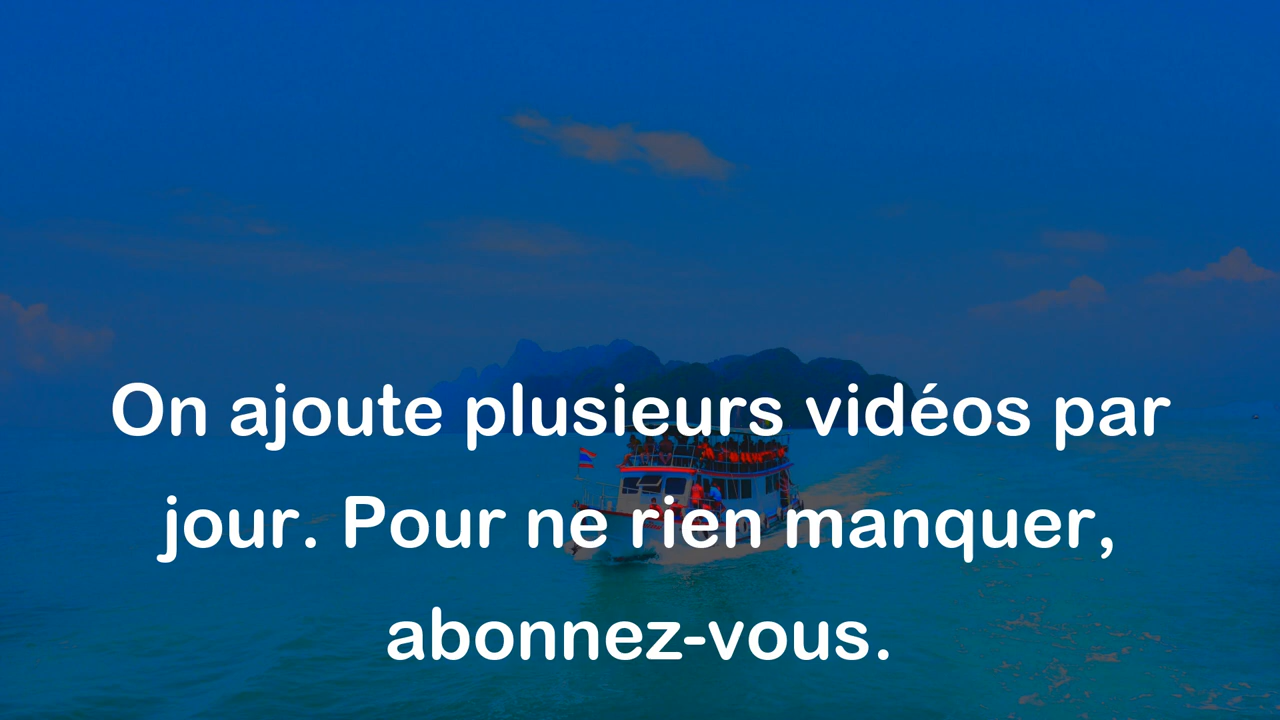 On ajoute plusieurs vidéos par
jour. Pour ne rien manquer,
abonnez-vous.